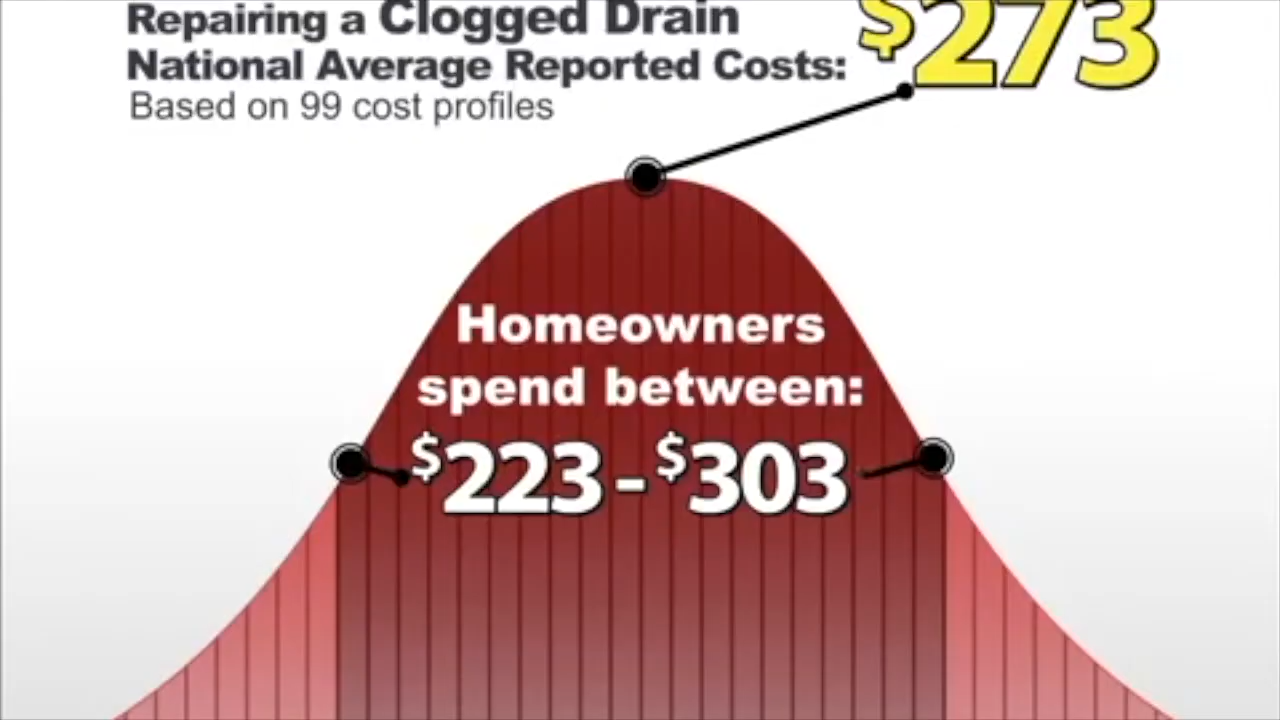 Repairing a Clogged Drain
National Average Reported Costs: $273
Based on 99 cost profiles
Homeowners
spend between:
$223 - $303